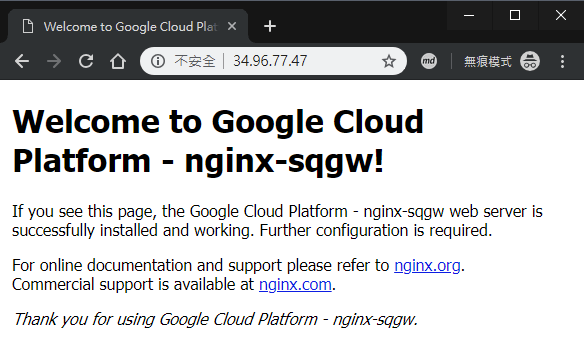 Welcome to Google Cloud Plat
不安全 | 34.96.77.47
md
無痕模式
Welcome to Google Cloud
Platform - nginx-sqgw!
If you see this page, the Google Cloud Platform - nginx-sqgw web server is
successfully installed and working. Further configuration is required.
For online documentation and support please refer to nginx.org.
Commercial support is available at nginx.com.
Thank you for using Google Cloud Platform - nginx-sqgw.